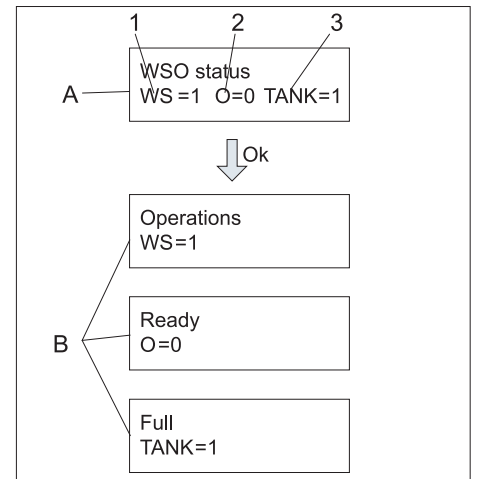 1 2 3
WSO status
A WS =1 O=0 TANK=1
Ok
Operations
WS=1
Ready
B O=0
Full
TANK=1